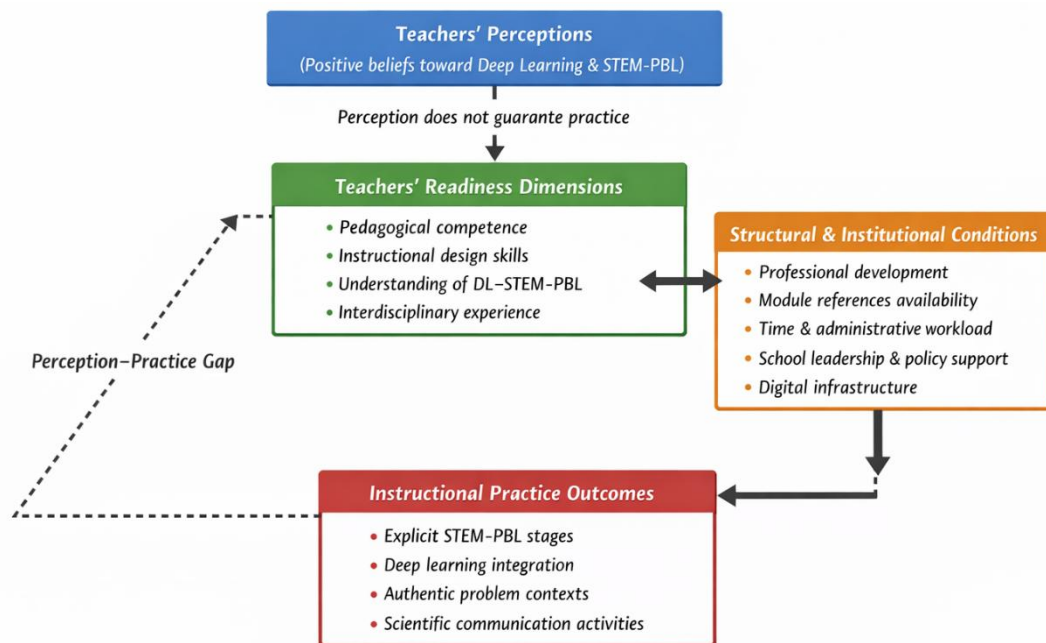 Teachers' Perceptions
(Positive beliefs toward Deep Learning & STEM-PBL)
Perception does not guarante practice
Teachers' Readiness Dimensions
• Pedagogical competence
• Instructional design skills
• Understanding of DL–STEM-PBL
• Interdisciplinary experience
Structural & Institutional Conditions
• Professional development
• Module references availability
• Time & administrative workload
• School leadership & policy support
• Digital infrastructure
Perception–Practice Gap
Instructional Practice Outcomes
• Explicit STEM-PBL stages
• Deep learning integration
• Authentic problem contexts
• Scientific communication activities